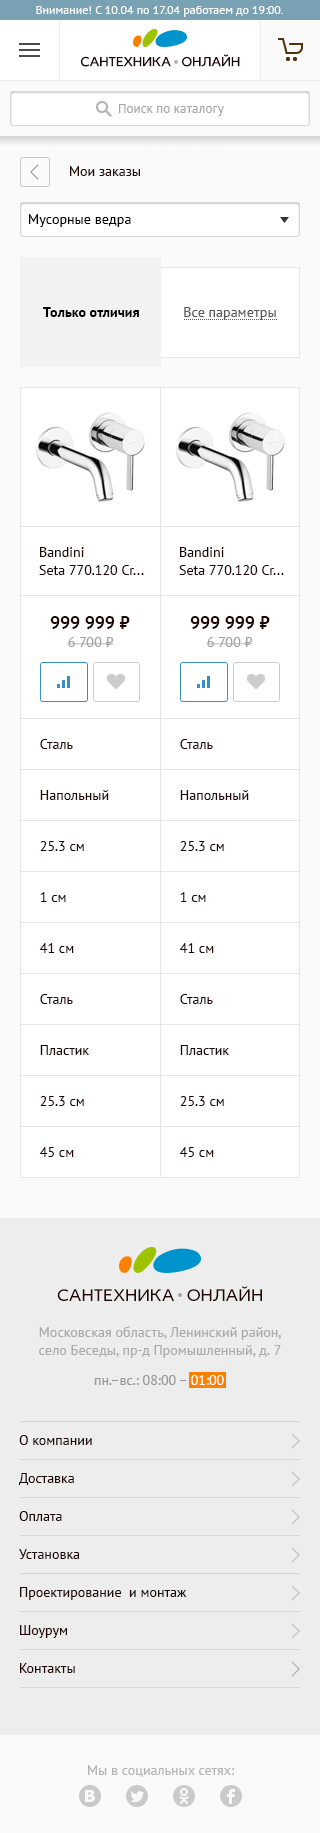 Внимание! С 10.04 по 17.04 работаем до 19:00.
САНТЕХНИКА • ОНЛАЙН
Поиск по каталогу
Мои заказы
Мусорные ведра
Только отличия
Все параметры
Bandini
Seta 770.120 Cr...
Bandini
Seta 770.120 Cr...
999 999 ₽
999 999 ₽
6 700 ₽
6 700 ₽
Сталь
Сталь
Напольный
Напольный
25.3 см
25.3 см
1 см
1 см
41 см
41 см
Сталь
Сталь
Пластик
Пластик
25.3 см
25.3 см
45 см
45 см
САНТЕХНИКА • ОНЛАЙН
Московская область, Ленинский район,
село Беседы, пр-д Промышленный, д. 7
пн.–вс.: 08:00 – 01:00
О компании
Доставка
Оплата
Установка
Проектирование и монтаж
Шоурум
Контакты
Мы в социальных сетях: